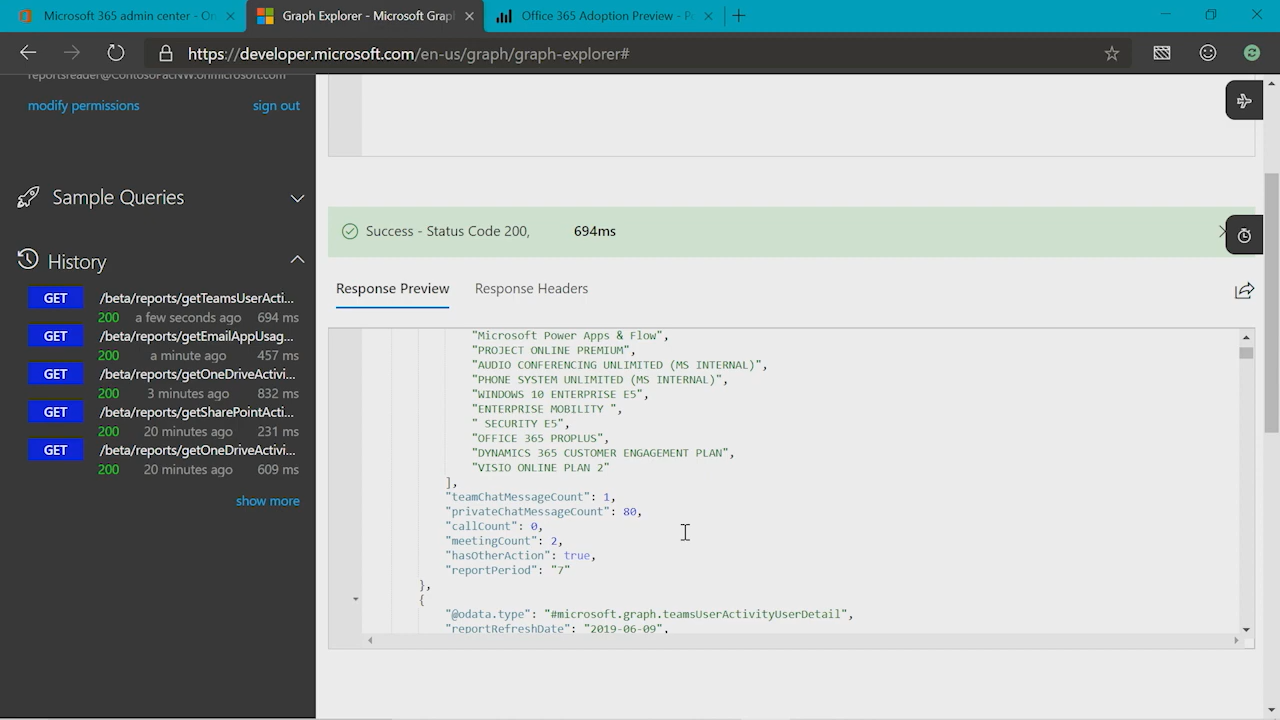 Microsoft 365 admin center - On
Graph Explorer - Microsoft Grap
Office 365 Adoption Preview - Po
https://developer.microsoft.com/en-us/graph/graph-explorer#
reportsreader@ContosoPacNW.onmicrosoft.com
modify permissions
sign out
Sample Queries
History
GET /beta/reports/getTeamsUserActi...
200 a few seconds ago 694 ms
GET /beta/reports/getEmailAppUsag...
200 a minute ago 457 ms
GET /beta/reports/getOneDriveActivi...
200 3 minutes ago 832 ms
GET /beta/reports/getSharePointActi...
200 20 minutes ago 231 ms
GET /beta/reports/getOneDriveActivi...
200 20 minutes ago 609 ms
show more
Success - Status Code 200, 694ms
Response Preview
Response Headers
"Microsoft Power Apps & Flow",
"PROJECT ONLINE PREMIUM",
"AUDIO CONFERENCING UNLIMITED (MS INTERNAL)",
"PHONE SYSTEM UNLIMITED (MS INTERNAL)",
"WINDOWS 10 ENTERPRISE E5",
"ENTERPRISE MOBILITY ",
" SECURITY E5",
"OFFICE 365 PROPLUS",
"DYNAMICS 365 CUSTOMER ENGAGEMENT PLAN",
"VISIO ONLINE PLAN 2"
],
"teamChatMessageCount": 1,
"privateChatMessageCount": 80,
"callCount": 0,
"meetingCount": 2,
"hasOtherAction": true,
"reportPeriod": "7"
},
{
"@odata.type": "#microsoft.graph.teamsUserActivityUserDetail",
"reportRefreshDate": "2019-06-09",